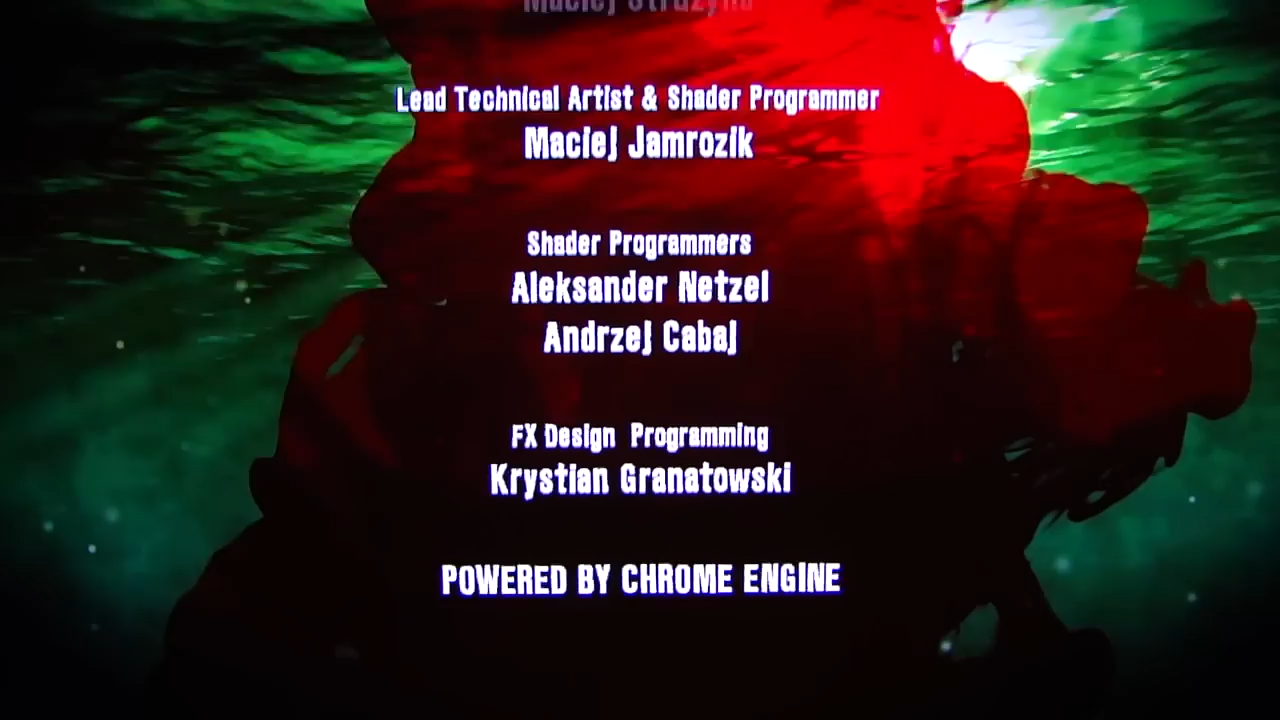 Lead Technical Artist & Shader Programmer
Maciej Jamrozik
Shader Programmers
Aleksander Netzel
Andrzej Cabaj
FX Design Programming
Krystian Granatowski
POWERED BY CHROME ENGINE